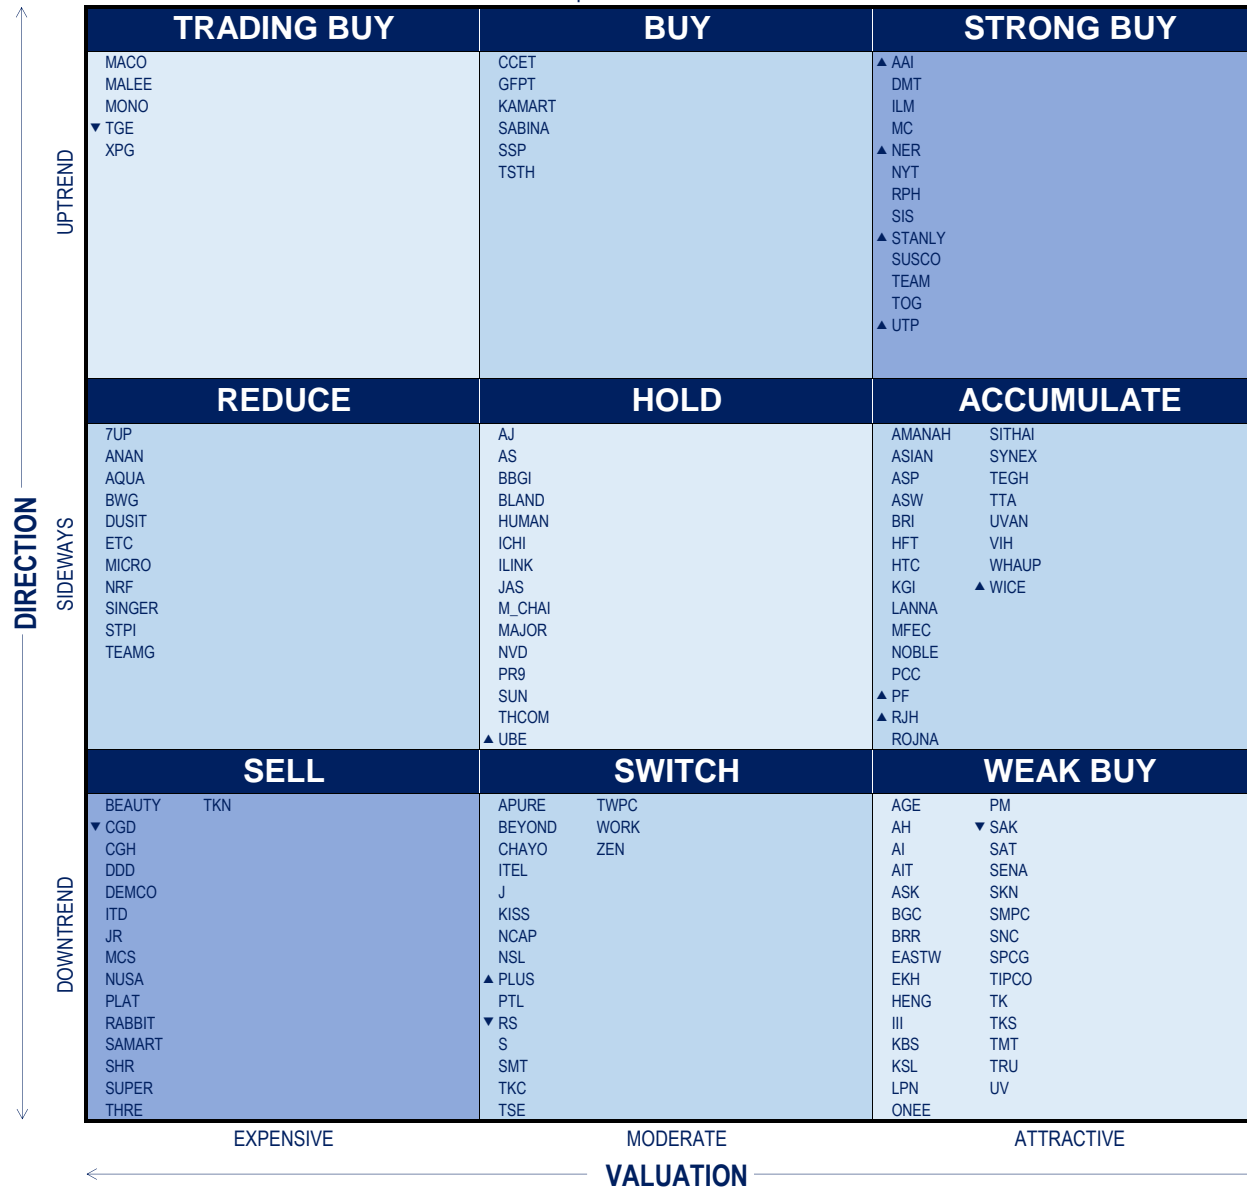 TRADING BUY
MACO
MALEE
MONO
▼ TGE
XPG
BUY
CCET
GFPT
KAMART
SABINA
SSP
TSTH
STRONG BUY
▲ AAI
DMT
ILM
MC
▲ NER
NYT
RPH
SIS
▲ STANLY
SUSCO
TEAM
TOG
▲ UTP
UPTREND
REDUCE
7UP
ANAN
AQUA
BWG
DUSIT
ETC
MICRO
NRF
SINGER
STPI
TEAMG
HOLD
AJ
AS
BBGI
BLAND
HUMAN
ICHI
ILINK
JAS
M_CHAI
MAJOR
NVD
PR9
SUN
THCOM
▲ UBE
ACCUMULATE
AMANAH SITHAI
ASIAN SYNEX
ASP TEGH
ASW TTA
BRI UVAN
HFT VIH
HTC WHAUP
KGI ▲ WICE
LANNA
MFEC
NOBLE
PCC
▲ PF
▲ RJH
ROJNA
DIRECTION
SIDEWAYS
SELL
BEAUTY TKN
▼ CGD
CGH
DDD
DEMCO
ITD
JR
MCS
NUSA
PLAT
RABBIT
SAMART
SHR
SUPER
THRE
SWITCH
APURE TWPC
BEYOND WORK
CHAYO ZEN
ITEL
J
KISS
NCAP
NSL
▲ PLUS
PTL
▼ RS
S
SMT
TKC
TSE
WEAK BUY
AGE PM
AH ▼ SAK
AI SAT
AIT SENA
ASK SKN
BGC SMPC
BRR SNC
EASTW SPCG
EKH TIPCO
HENG TK
III TKS
KBS TMT
KSL TRU
LPN UV
ONEE
DOWNTREND
EXPENSIVE MODERATE ATTRACTIVE
VALUATION